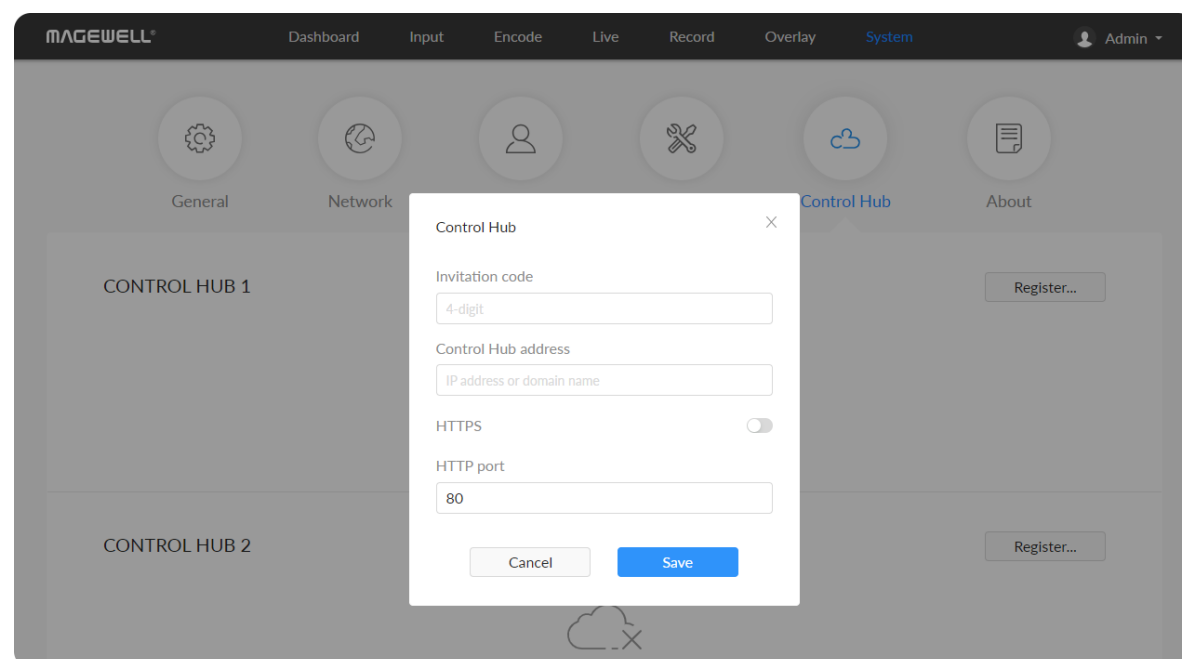 MAGEWELL®
Dashboard Input Encode Live Record Overlay System Admin
General Network Control Hub About
Control Hub
Invitation code
4-digit
Control Hub address
IP address or domain name
HTTPS
HTTP port
80
Cancel Save
CONTROL HUB 1 Register...
CONTROL HUB 2 Register...